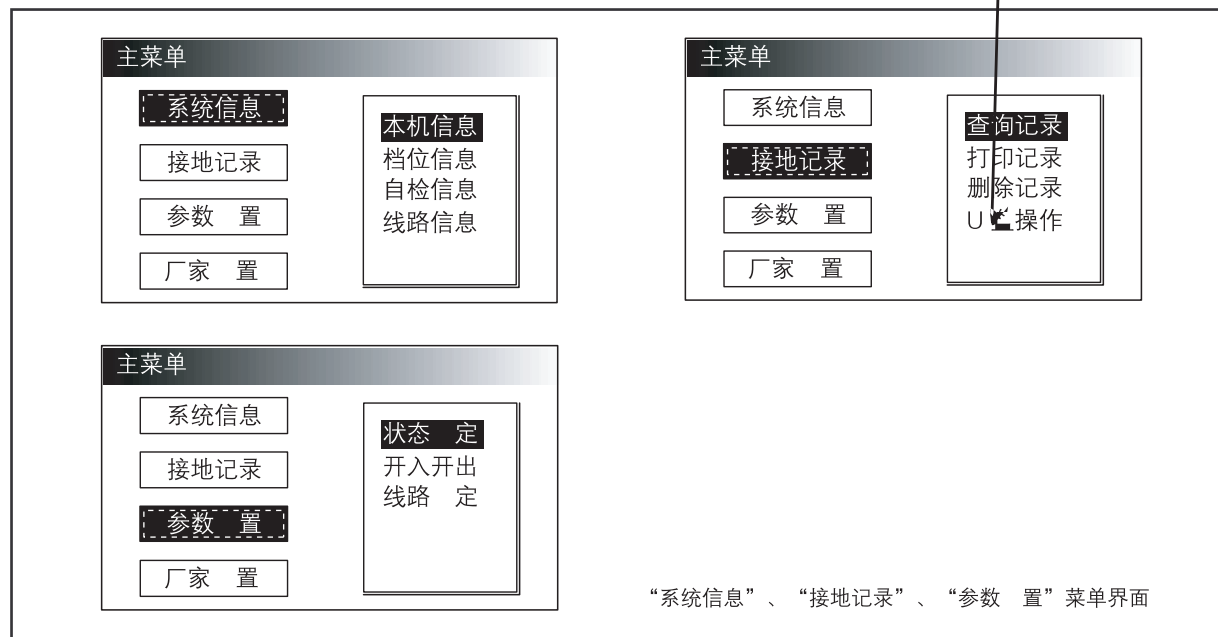 主菜单
系统信息
接地记录
参数 置
厂家 置
本机信息
档位信息
自检信息
线路信息
主菜单
系统信息
接地记录
参数 置
厂家 置
查询记录
打印记录
删除记录
U 操作
主菜单
系统信息
接地记录
参数 置
厂家 置
状态 定
开入开出
线路 定
“系统信息”、“接地记录”、“参数 置”菜单界面